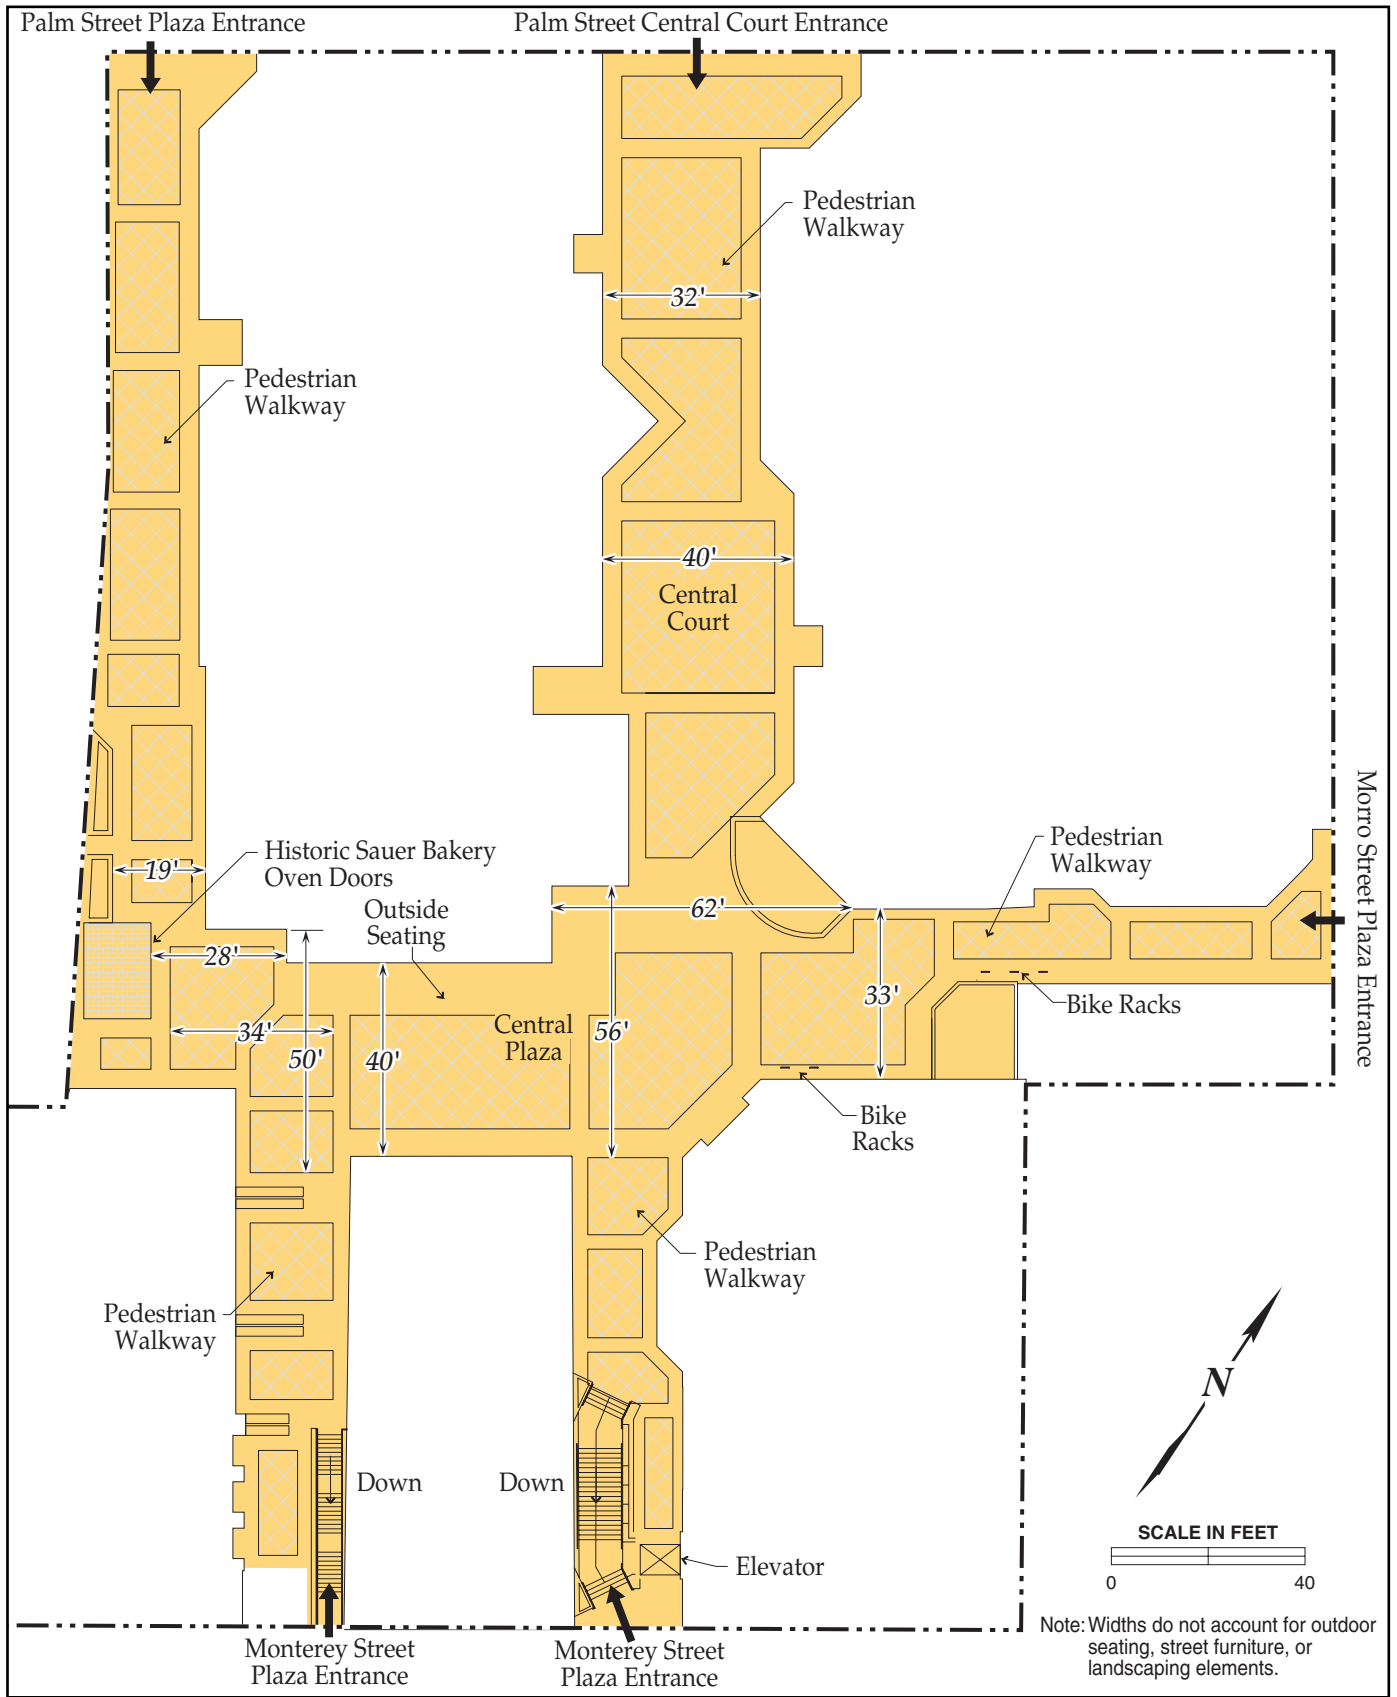 Palm Street Plaza Entrance
Palm Street Central Court Entrance
Pedestrian
Walkway
32'
Pedestrian
Walkway
40'
Central
Court
Morro Street Plaza Entrance
Pedestrian
Walkway
Historic Sauer Bakery
Oven Doors
19'
Outside
Seating
62'
28'
33'
Bike Racks
Central
Plaza
34'
50'
40'
56'
Bike
Racks
Pedestrian
Walkway
Pedestrian
Walkway
N
Down
Down
SCALE IN FEET
0
40
Elevator
Note: Widths do not account for outdoor
seating, street furniture, or
landscaping elements.
Monterey Street
Plaza Entrance
Monterey Street
Plaza Entrance